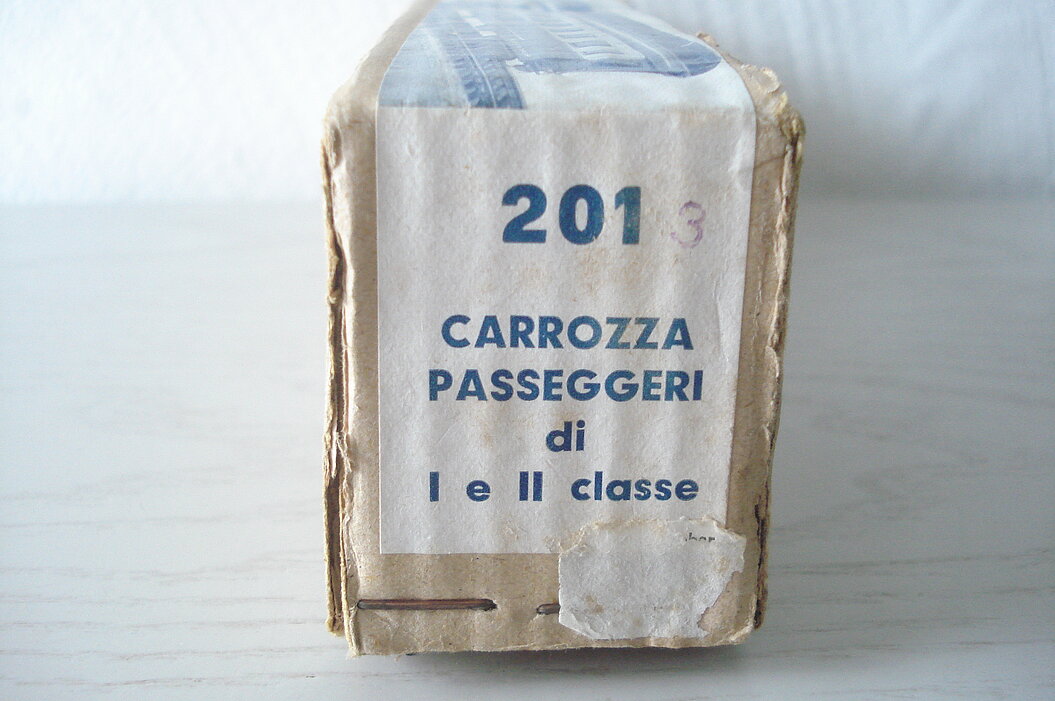 201 3
CARROZZA
PASSEGGERI
di
I e II classe